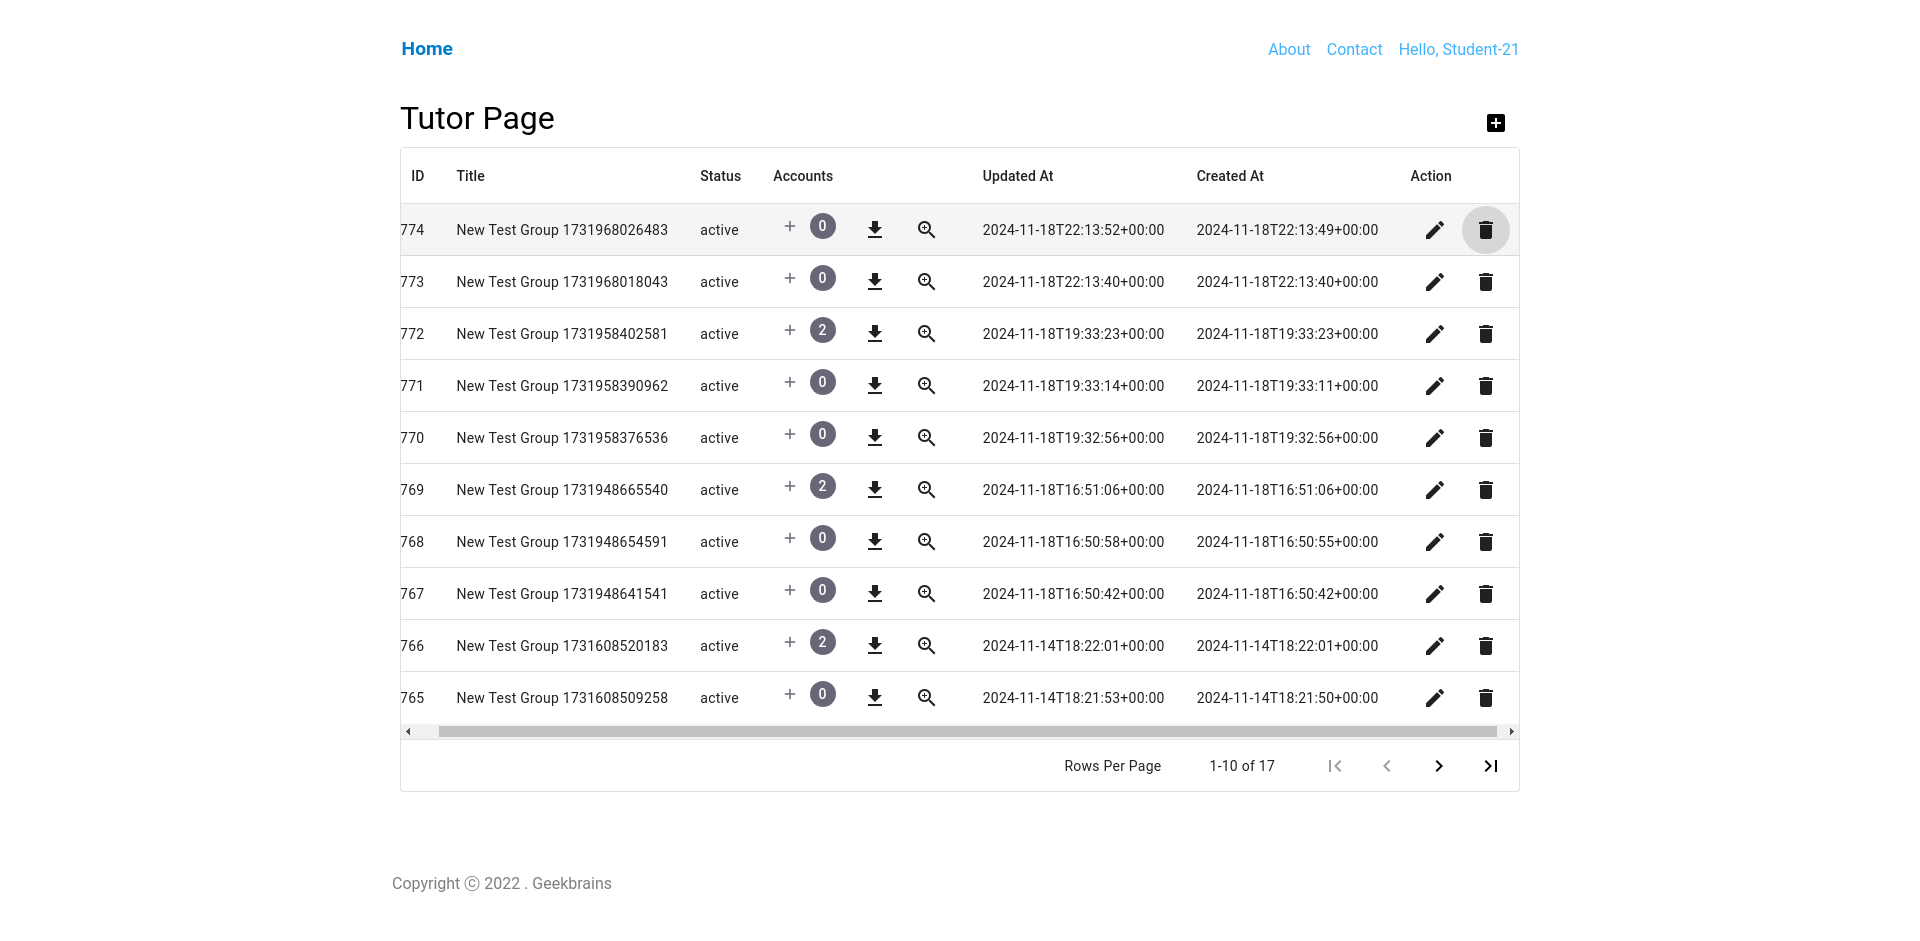 Home About Contact Hello, Student-21
Tutor Page
ID Title Status Accounts Updated At Created At Action
774 New Test Group 1731968026483 active + 0 2024-11-18T22:13:52+00:00 2024-11-18T22:13:49+00:00
773 New Test Group 1731968018043 active + 0 2024-11-18T22:13:40+00:00 2024-11-18T22:13:40+00:00
772 New Test Group 1731958402581 active + 2 2024-11-18T19:33:23+00:00 2024-11-18T19:33:23+00:00
771 New Test Group 1731958390962 active + 0 2024-11-18T19:33:14+00:00 2024-11-18T19:33:11+00:00
770 New Test Group 1731958376536 active + 0 2024-11-18T19:32:56+00:00 2024-11-18T19:32:56+00:00
769 New Test Group 1731948665540 active + 2 2024-11-18T16:51:06+00:00 2024-11-18T16:51:06+00:00
768 New Test Group 1731948654591 active + 0 2024-11-18T16:50:58+00:00 2024-11-18T16:50:55+00:00
767 New Test Group 1731948641541 active + 0 2024-11-18T16:50:42+00:00 2024-11-18T16:50:42+00:00
766 New Test Group 1731608520183 active + 2 2024-11-14T18:22:01+00:00 2024-11-14T18:22:01+00:00
765 New Test Group 1731608509258 active + 0 2024-11-14T18:21:53+00:00 2024-11-14T18:21:50+00:00
Rows Per Page 1-10 of 17
Copyright ⓒ 2022 . Geekbrains